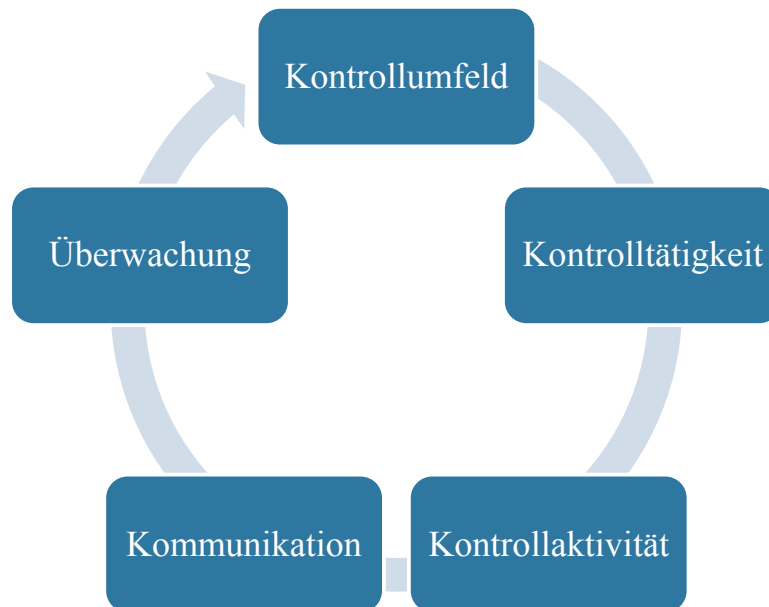 Kontrollumfeld
Kontrolltätigkeit
Kontrollaktivität
Kommunikation
Überwachung